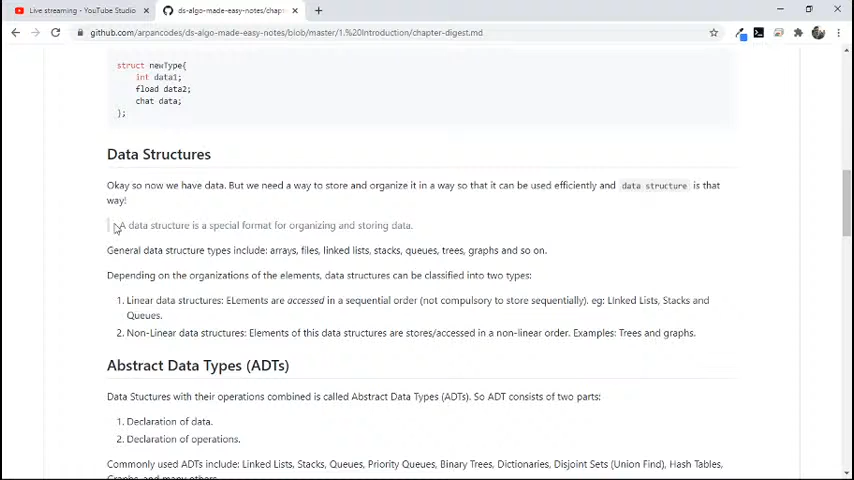 Live streaming - YouTube Studio
ds-algo-made-easy-notes/chapt
github.com/arpancodes/ds-algo-made-easy-notes/blob/master/1.%20Introduction/chapter-digest.md
struct newType{
int data1;
fload data2;
chat data;
};
Data Structures
Okay so now we have data. But we need a way to store and organize it in a way so that it can be used efficiently and data structure is that
way!
A data structure is a special format for organizing and storing data.
General data structure types include: arrays, files, linked lists, stacks, queues, trees, graphs and so on.
Depending on the organizations of the elements, data structures can be classified into two types:
1. Linear data structures: ELements are accessed in a sequential order (not compulsory to store sequentially). eg: LInked Lists, Stacks and
Queues.
2. Non-Linear data structures: Elements of this data structures are stores/accessed in a non-linear order. Examples: Trees and graphs.
Abstract Data Types (ADTs)
Data Stuctures with their operations combined is called Abstract Data Types (ADTs). So ADT consists of two parts:
1. Declaration of data.
2. Declaration of operations.
Commonly used ADTs include: Linked Lists, Stacks, Queues, Priority Queues, Binary Trees, Dictionaries, Disjoint Sets (Union Find), Hash Tables,
Graphs, and many others